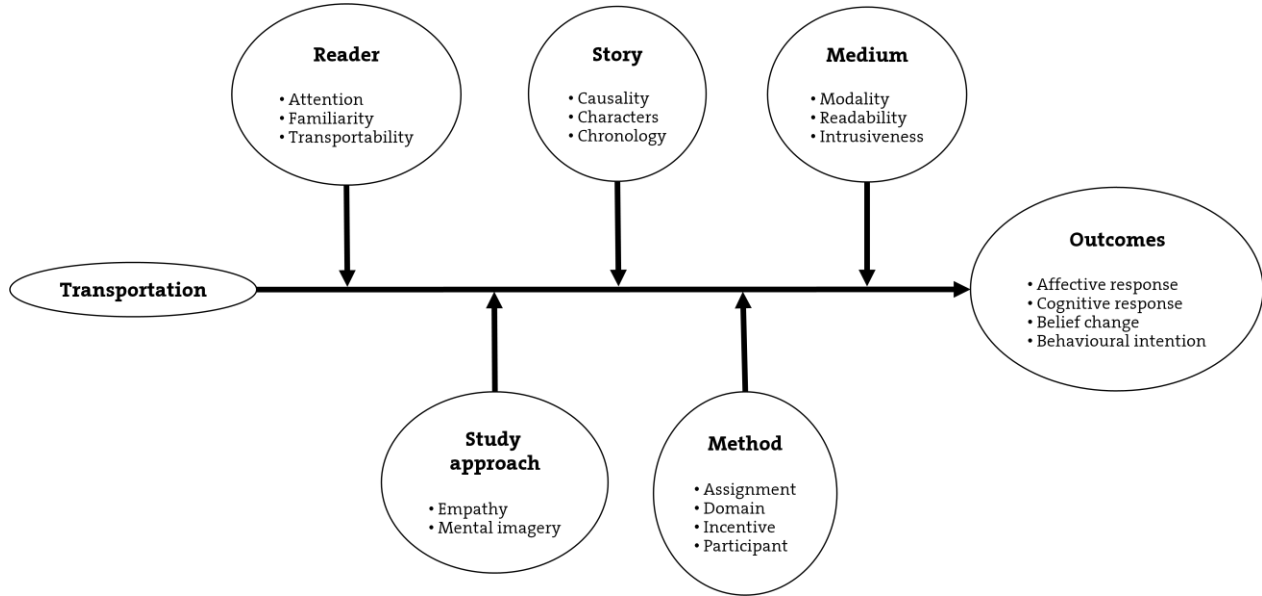 Reader
• Attention
• Familiarity
• Transportability
Story
• Causality
• Characters
• Chronology
Medium
• Modality
• Readability
• Intrusiveness
Transportation
Outcomes
• Affective response
• Cognitive response
• Belief change
• Behavioural intention
Study
approach
• Empathy
• Mental imagery
Method
• Assignment
• Domain
• Incentive
• Participant